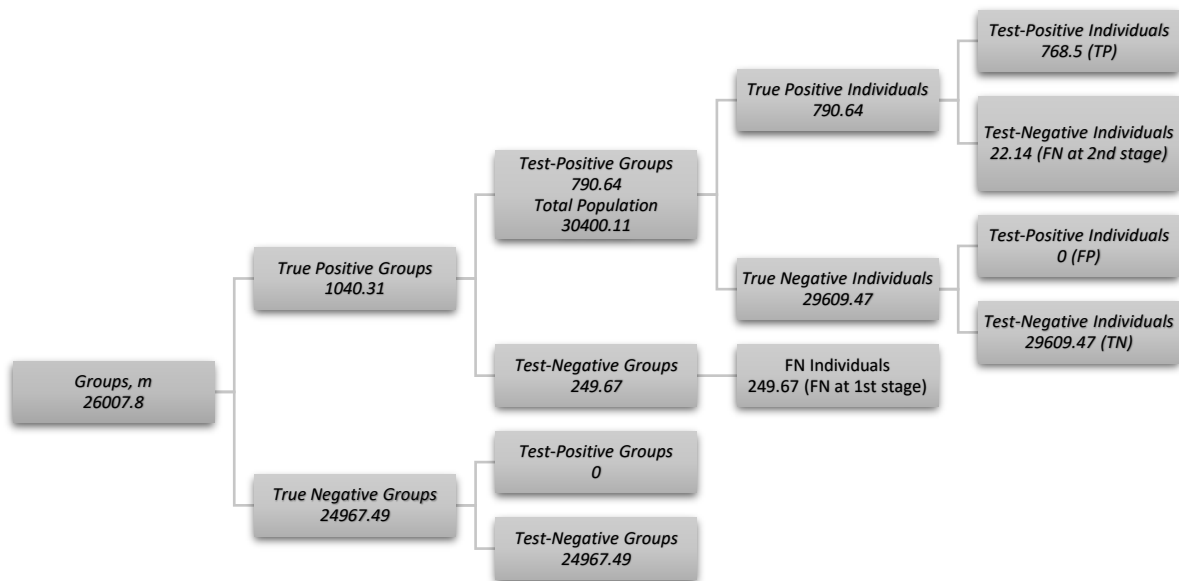 Groups, m
26007.8
True Positive Groups
1040.31
True Negative Groups
24967.49
Test-Positive Groups
790.64
Total Population
30400.11
Test-Negative Groups
249.67
Test-Positive Groups
0
Test-Negative Groups
24967.49
True Positive Individuals
790.64
True Negative Individuals
29609.47
FN Individuals
249.67 (FN at 1st stage)
Test-Positive Individuals
768.5 (TP)
Test-Negative Individuals
22.14 (FN at 2nd stage)
Test-Positive Individuals
0 (FP)
Test-Negative Individuals
29609.47 (TN)